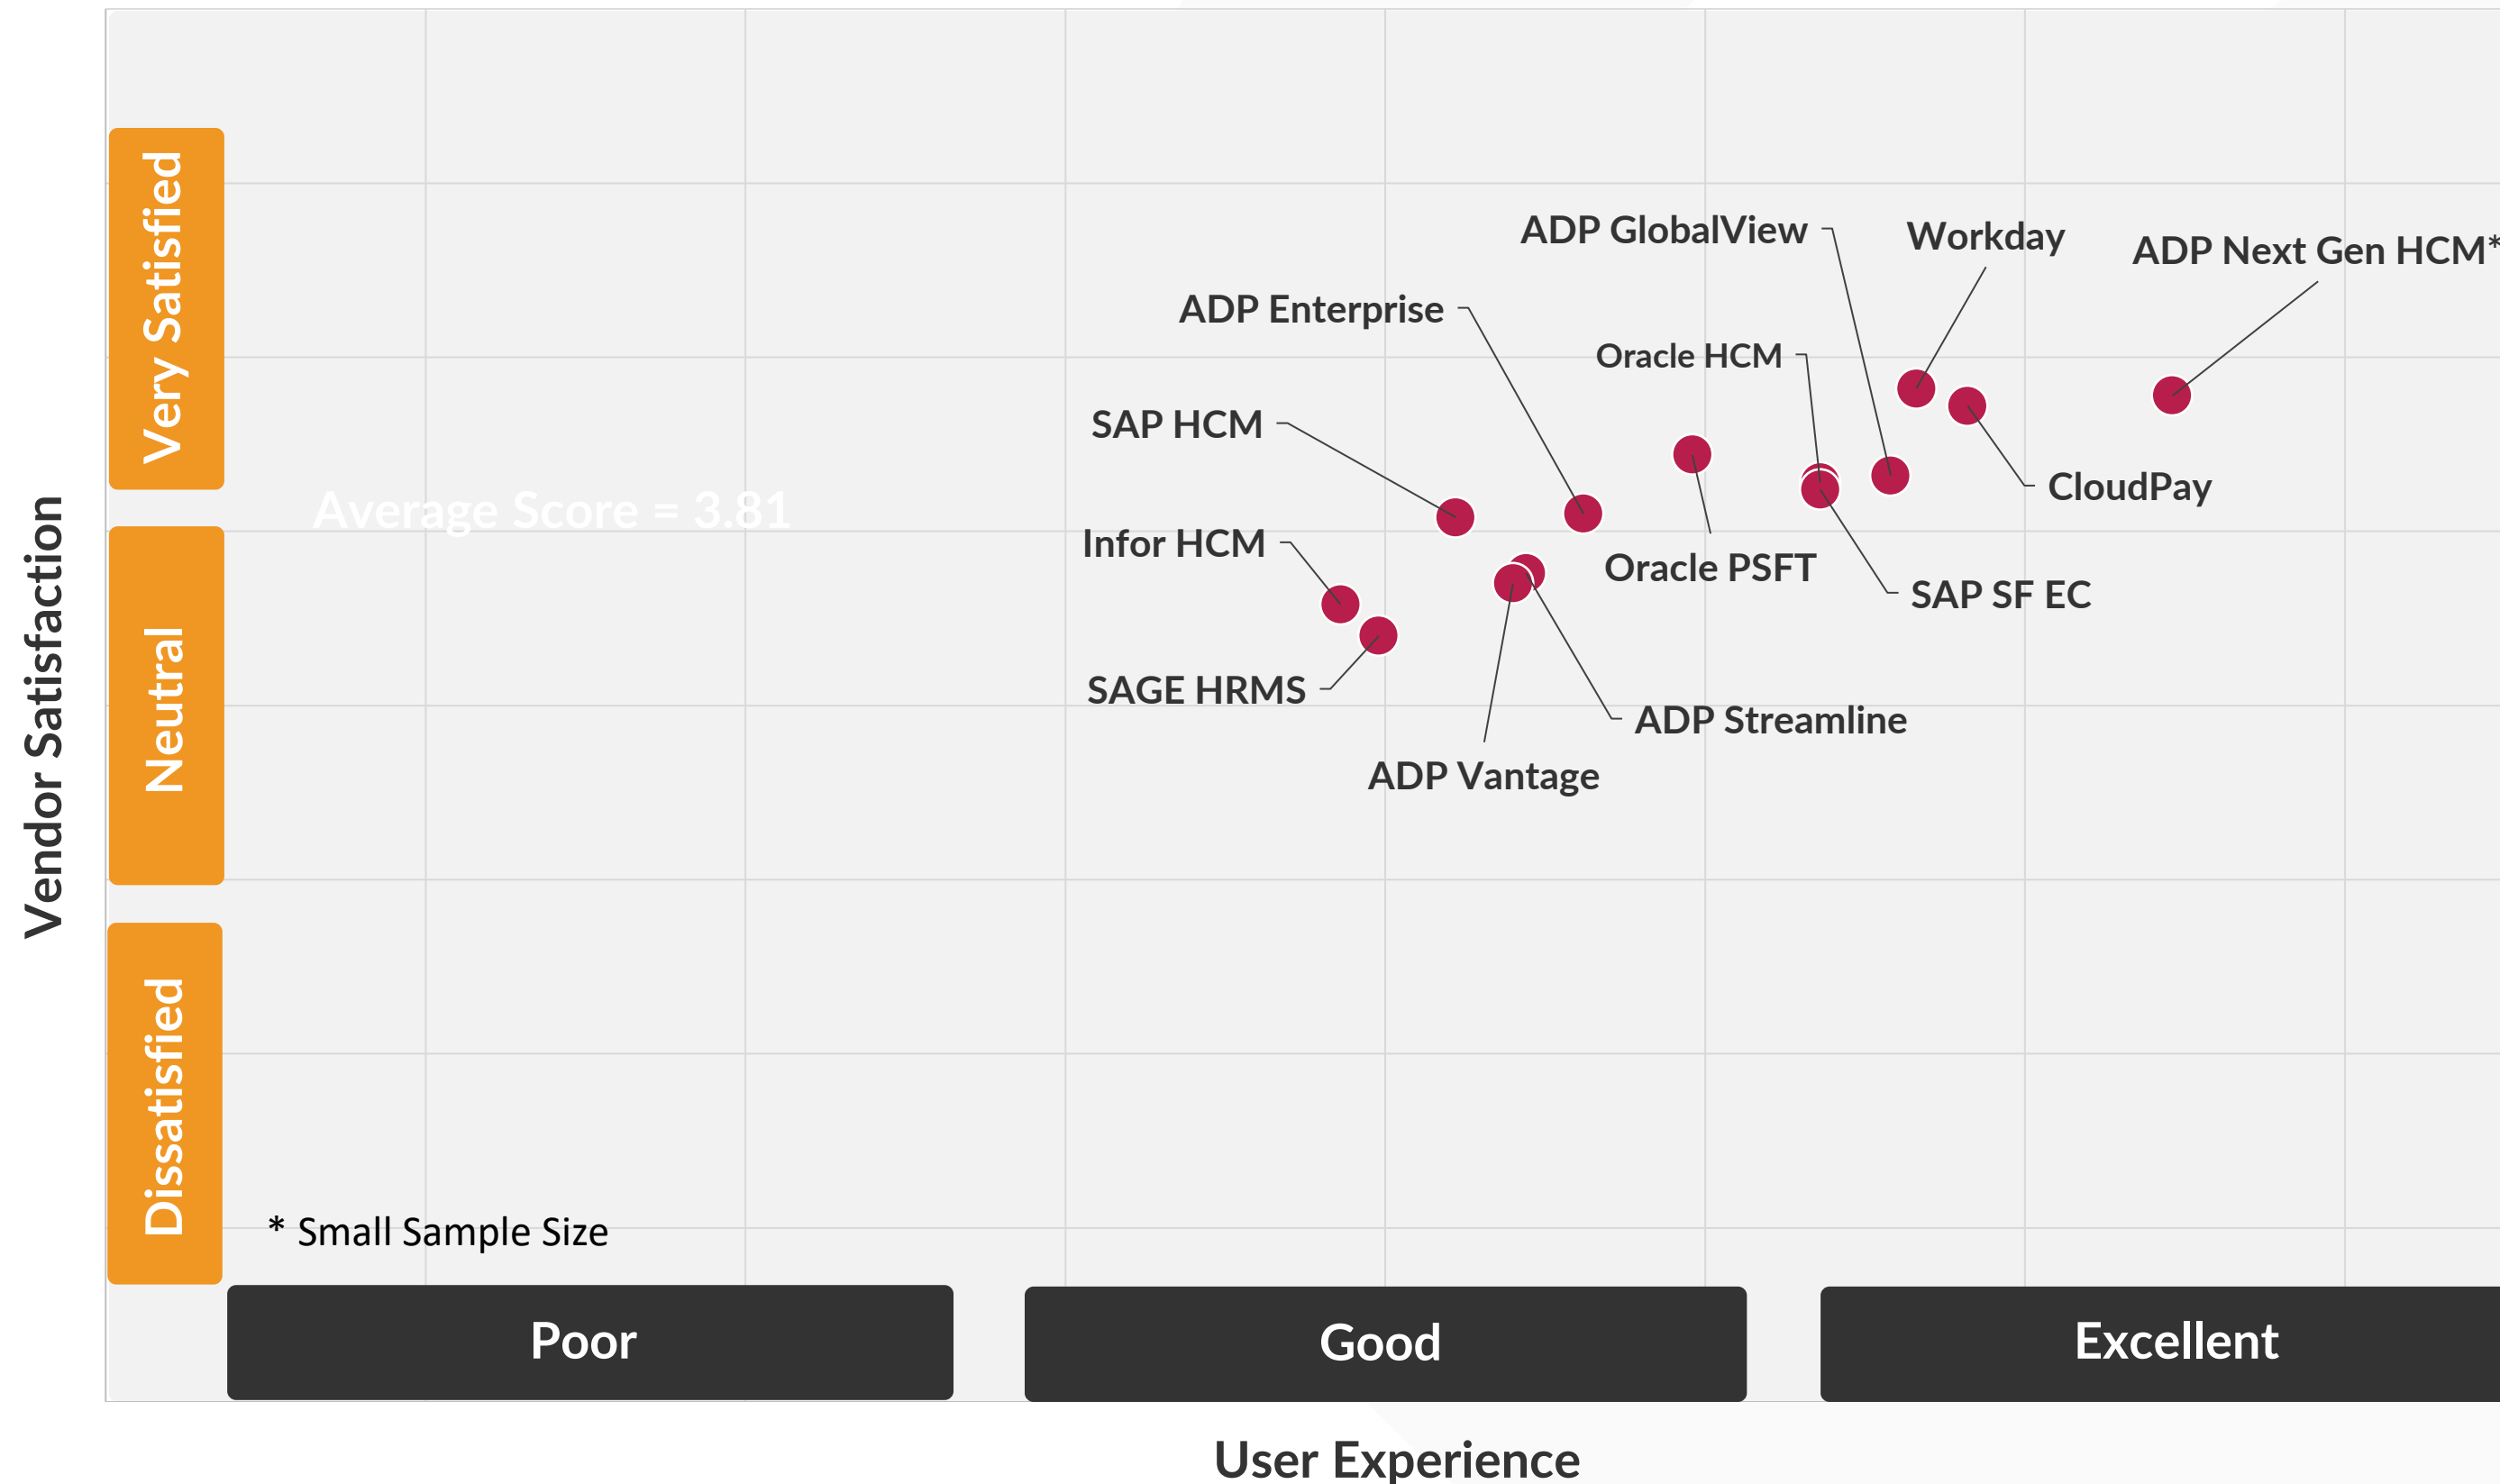 Vendor Satisfaction
Very Satisfied
Neutral
Dissatisfied
Average Score = 3.81
ADP GlobalView
Workday
ADP Next Gen HCM*
ADP Enterprise
Oracle HCM
SAP HCM
CloudPay
Infor HCM
Oracle PSFT
SAP SF EC
SAGE HRMS
ADP Streamline
ADP Vantage
* Small Sample Size
Poor
Good
Excellent
User Experience